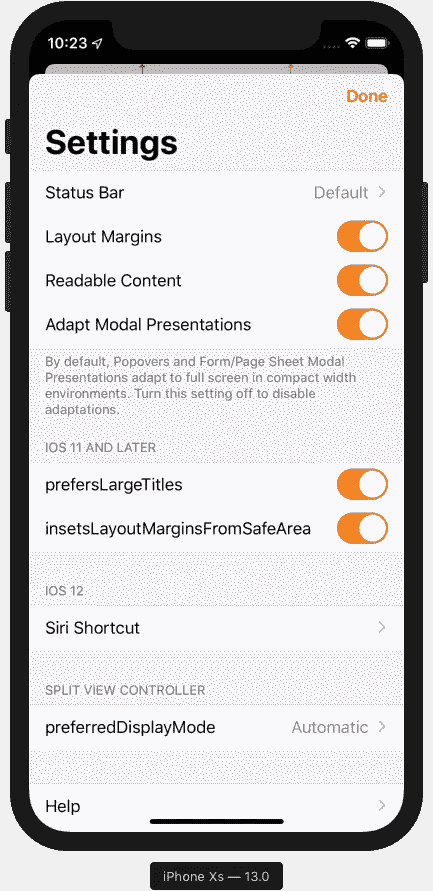 10:23
Done
Settings
Status Bar Default
Layout Margins
Readable Content
Adapt Modal Presentations
By default, Popovers and Form/Page Sheet Modal
Presentations adapt to full screen in compact width
environments. Turn this setting off to disable
adaptations.
IOS 11 AND LATER
prefersLargeTitles
insetsLayoutMarginsFromSafeArea
IOS 12
Siri Shortcut
SPLIT VIEW CONTROLLER
preferredDisplayMode Automatic
Help
iPhone Xs — 13.0